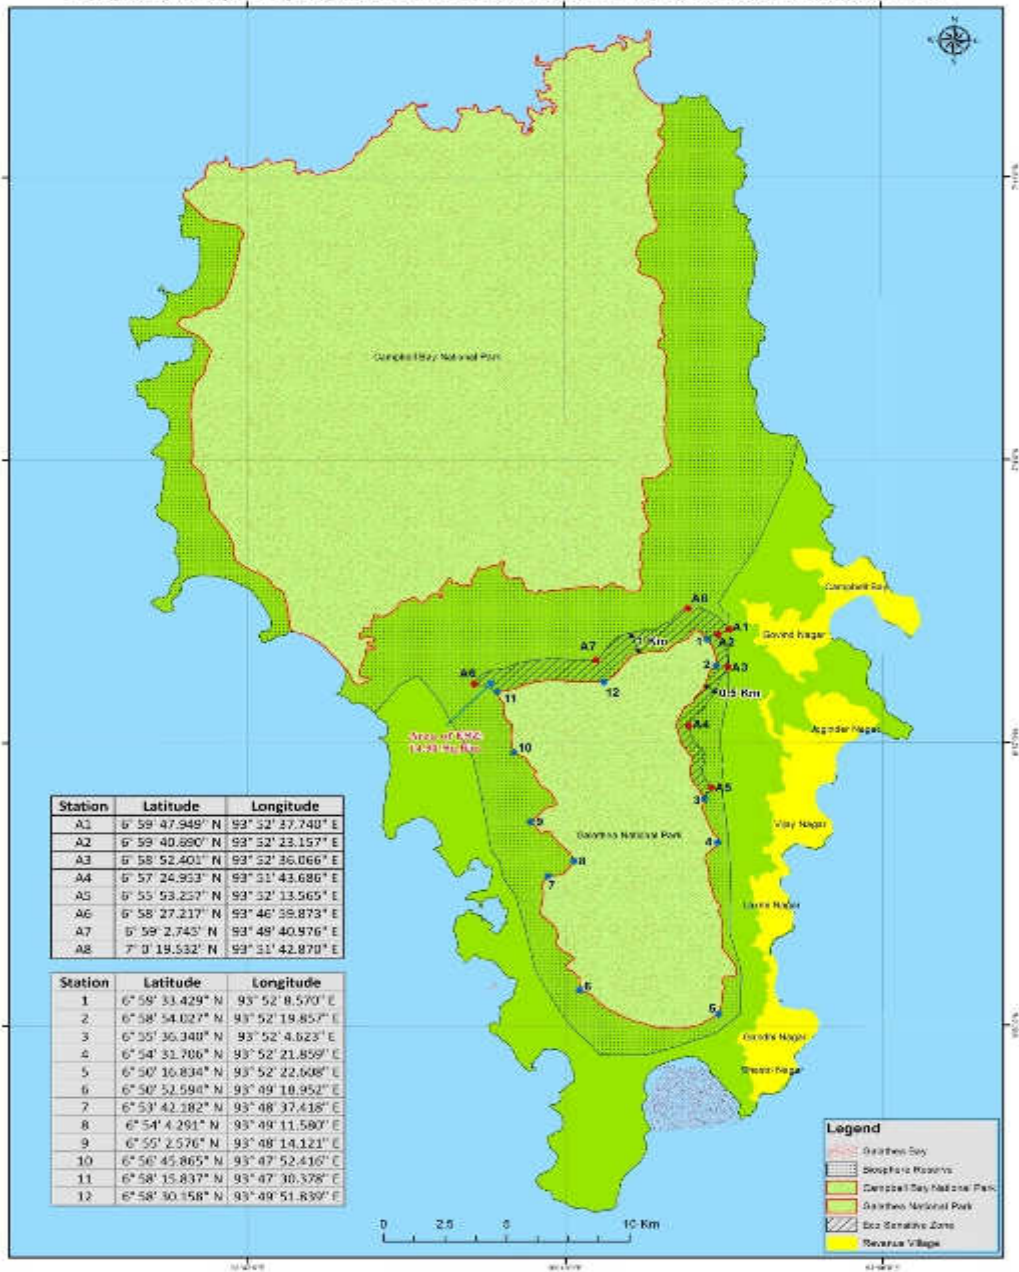 N
S
Campbell Bay National Park
Campbell Bay
A8
A1
1 Km
Govind Nagar
1
A2
A7
2
A3
A6
0.5 Km
11
12
A4
Area of ESZ:
Joginder Nagar
10
A5
3
Vijay Nagar
9
Galathea National Park
4
8
7
Laxmi Nagar
6
5
Gandhi Nagar
Shastri Nagar
Station Latitude Longitude
A1 6° 59' 47.949" N 93° 52' 37.740" E
A2 6° 59' 40.690" N 93° 52' 23.157" E
A3 6° 58' 52.401" N 93° 52' 36.066" E
A4 6° 57' 24.953" N 93° 51' 43.686" E
A5 6° 55' 53.257" N 93° 52' 13.565" E
A6 6° 58' 27.217" N 93° 46' 59.873" E
A7 6° 59' 2.745" N 93° 49' 40.976" E
A8 7° 0' 19.532" N 93° 51' 42.870" E
Station Latitude Longitude
1 6° 59' 33.429" N 93° 52' 8.570" E
2 6° 58' 54.027" N 93° 52' 19.857" E
3 6° 55' 36.340" N 93° 52' 4.623" E
4 6° 54' 31.706" N 93° 52' 21.859" E
5 6° 50' 16.834" N 93° 52' 22.608" E
6 6° 50' 52.594" N 93° 49' 18.952" E
7 6° 53' 42.182" N 93° 48' 37.418" E
8 6° 54' 4.291" N 93° 49' 11.580" E
9 6° 55' 2.576" N 93° 48' 14.121" E
10 6° 56' 45.865" N 93° 47' 52.416" E
11 6° 58' 15.837" N 93° 47' 30.378" E
12 6° 58' 30.158" N 93° 49' 51.839" E
0 2.5 5 10 Km
Legend
Galathea Bay
Biosphere Reserve
Campbell Bay National Park
Galathea National Park
Eco Sensitive Zone
Revenue Village